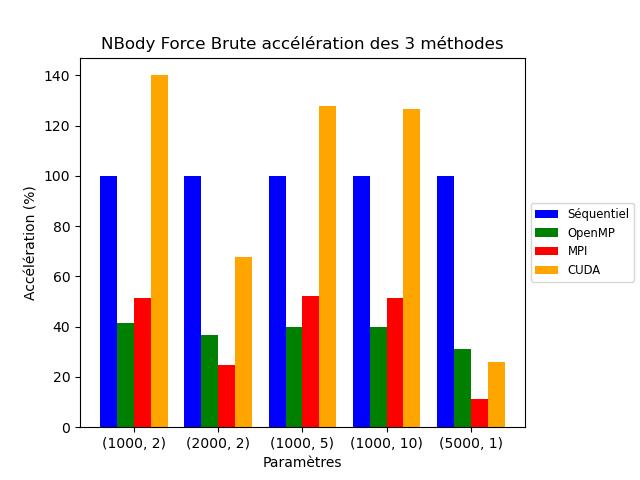 NBody Force Brute accélération des 3 méthodes
140
120
100
80
60
40
20
0
Accélération (%)
(1000, 2) (2000, 2) (1000, 5) (1000, 10) (5000, 1)
Paramètres
Séquentiel
OpenMP
MPI
CUDA